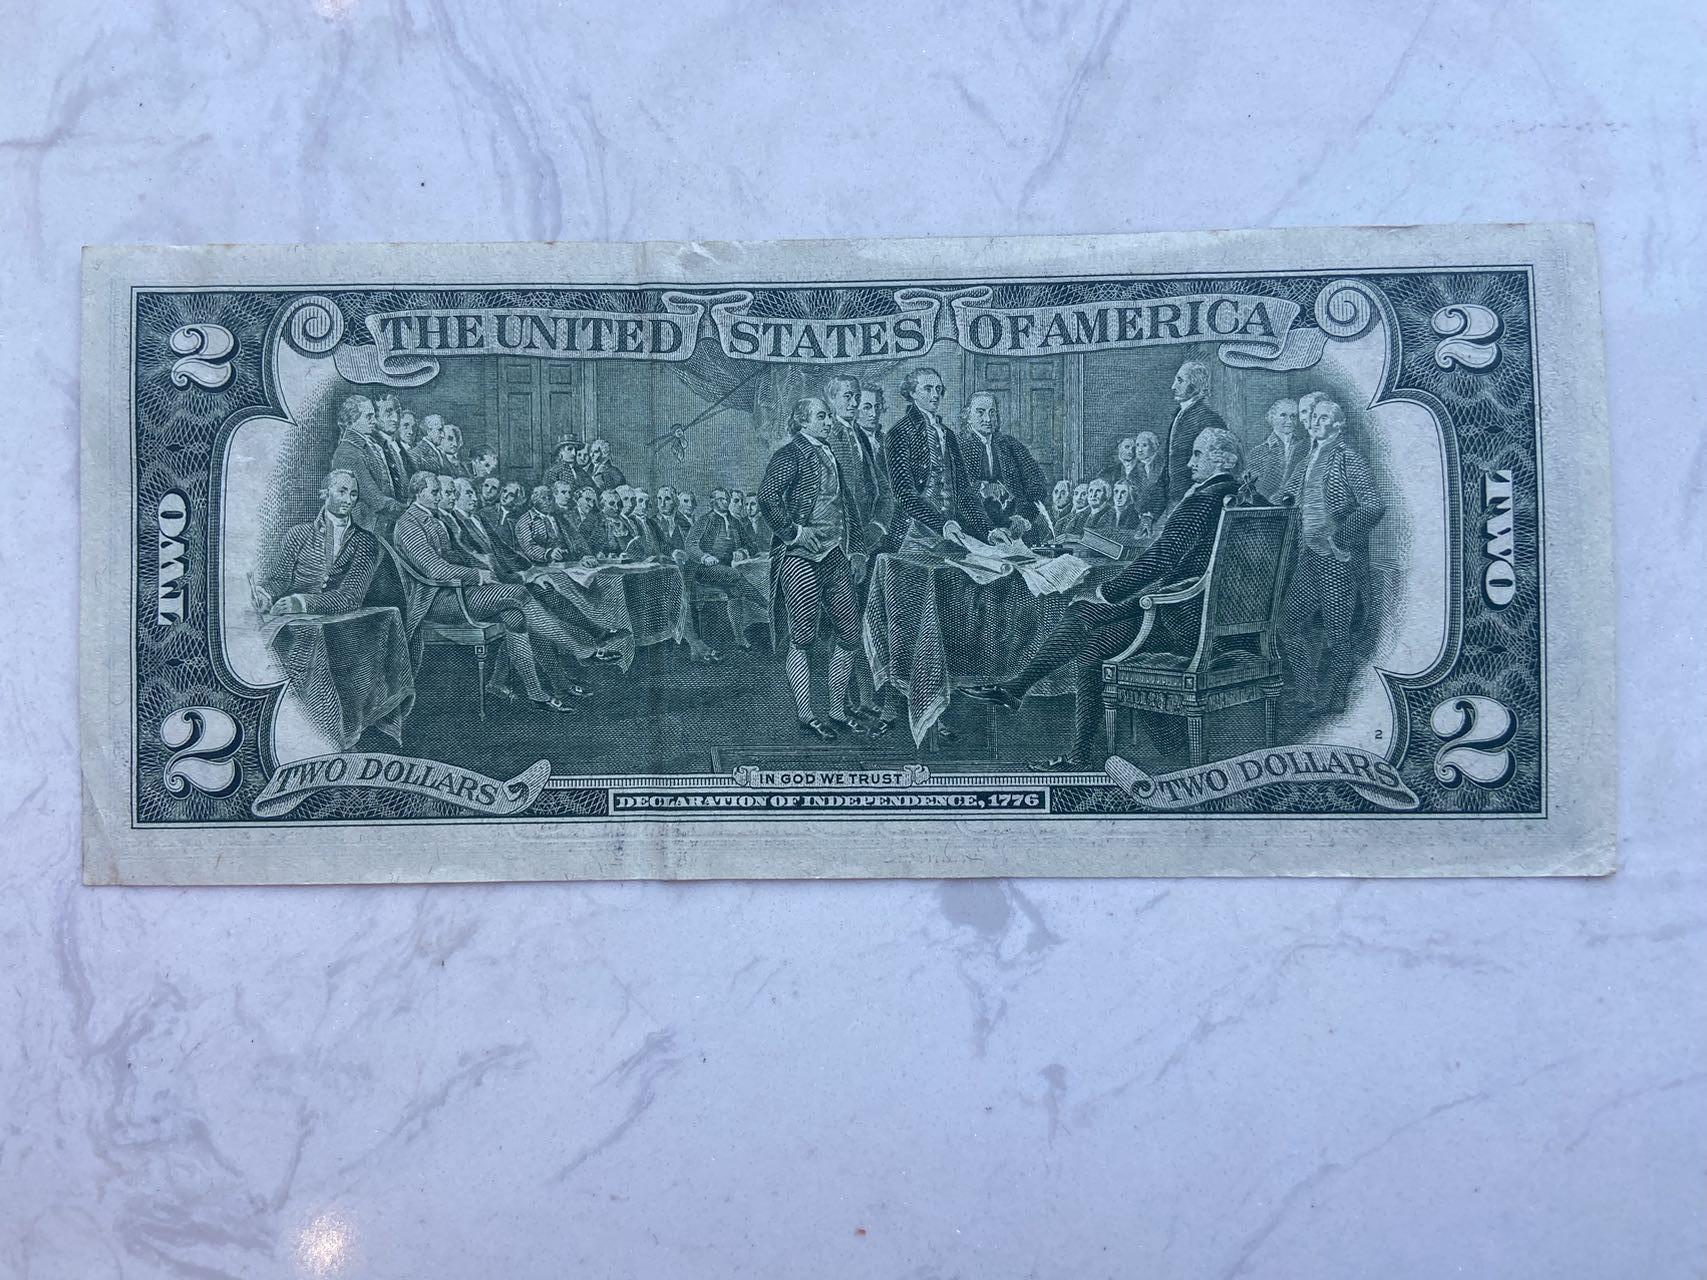 THE UNITED STATES OF AMERICA
2
2
TWO
TWO
2
2
2
TWO DOLLARS
IN GOD WE TRUST
TWO DOLLARS
DECLARATION OF INDEPENDENCE, 1776